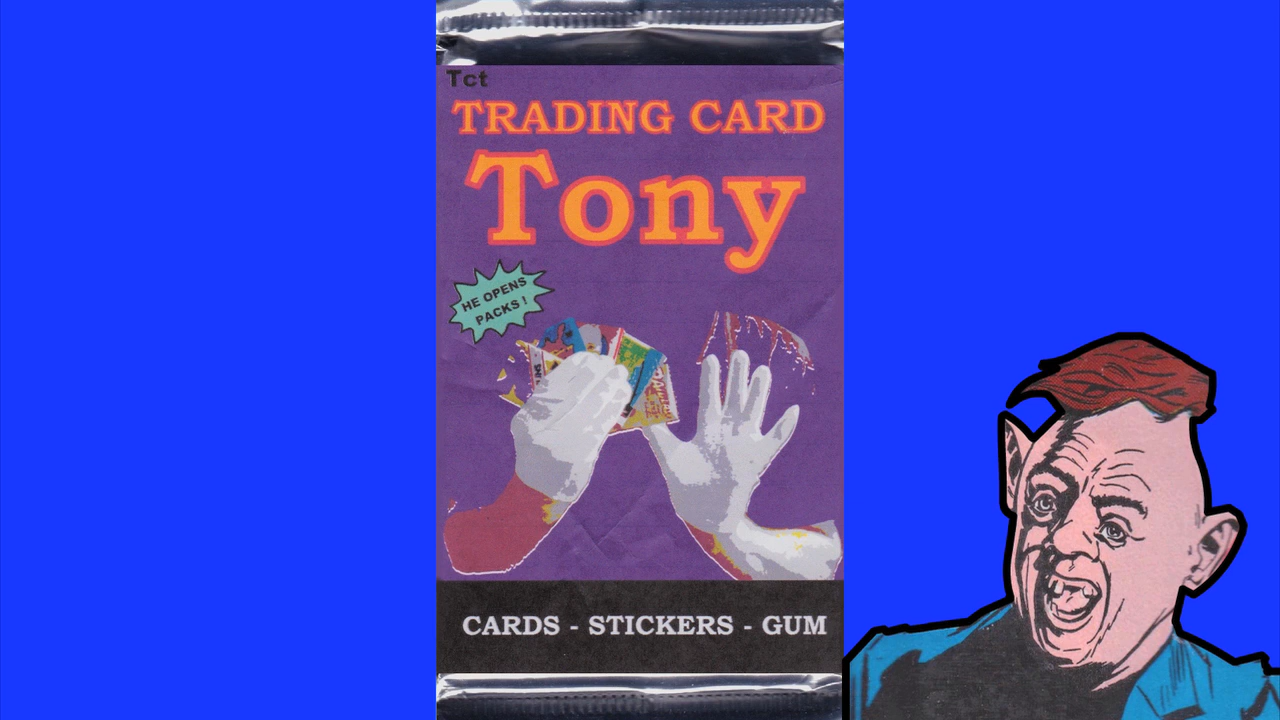 Tct
TRADING CARD
Tony
HE OPENS
PACKS!
CARDS - STICKERS - GUM